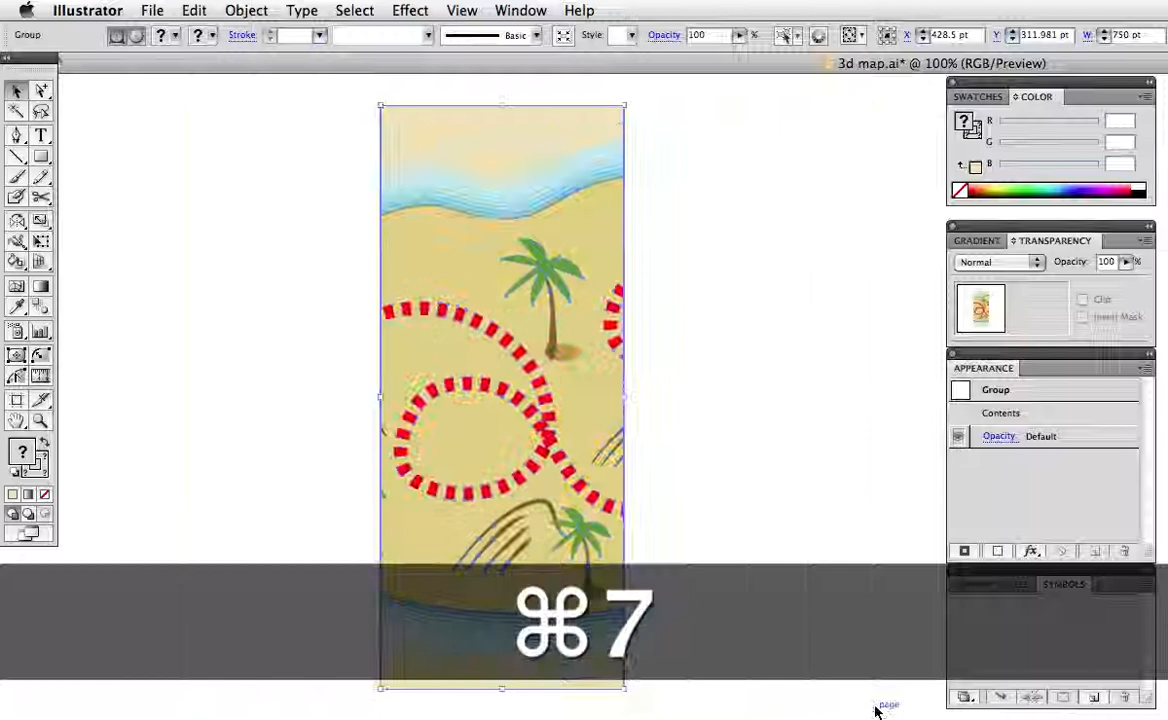 Illustrator File Edit Object Type Select Effect View Window Help
Group ? ? Stroke: Basic Style: Opacity 100 % X: 428.5 pt Y: 311.981 pt W: 750 pt
3d map.ai* @ 100% (RGB/Preview)
SWATCHES COLOR
? R
G
B
GRADIENT TRANSPARENCY
Normal Opacity: 100 %
Clip
Invert Mask
APPEARANCE
Group
Contents
Opacity: Default
?
fx
SYMBOLS
⌘7
page